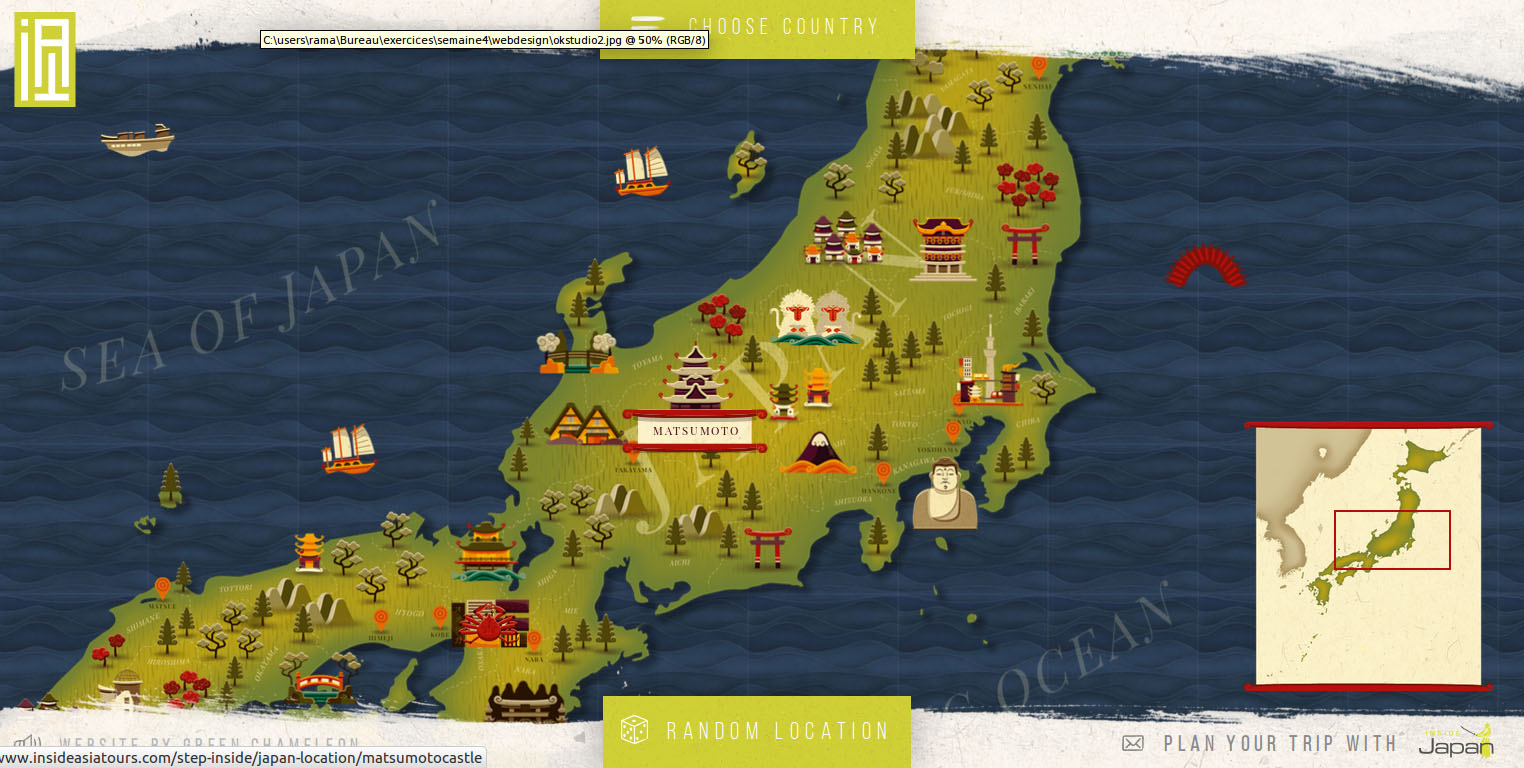 CHOOSE COUNTRY
C:\users\rama\Bureau\exercices\semaine4\webdesign\okstudio2.jpg @ 50% (RGB/8)
YAMAGATA
SENDAI
NIIGATA
FUKUSHIMA
SEA OF JAPAN
JAPAN
IBARAKI
TOCHIGI
TOYAMA
SAITAMA
MATSUMOTO
TOKYO
CHIBA
YOKOHAMA
TAKAYAMA
KANAGAWA
HAKONE
SHIZUOKA
AICHI
SHIGA
TOTTORI
MATSUE
HYOGO
MIE
SHIMANE
HIMEJI
KOBE
OSAKA
NARA
HIROSHIMA
OKAYAMA
NARA
OCEAN
RANDOM LOCATION
WEBSITE BY GREEN CHAMELEON
PLAN YOUR TRIP WITH
INSIDE
Japan
www.insideasiatours.com/step-inside/japan-location/matsumotocastle